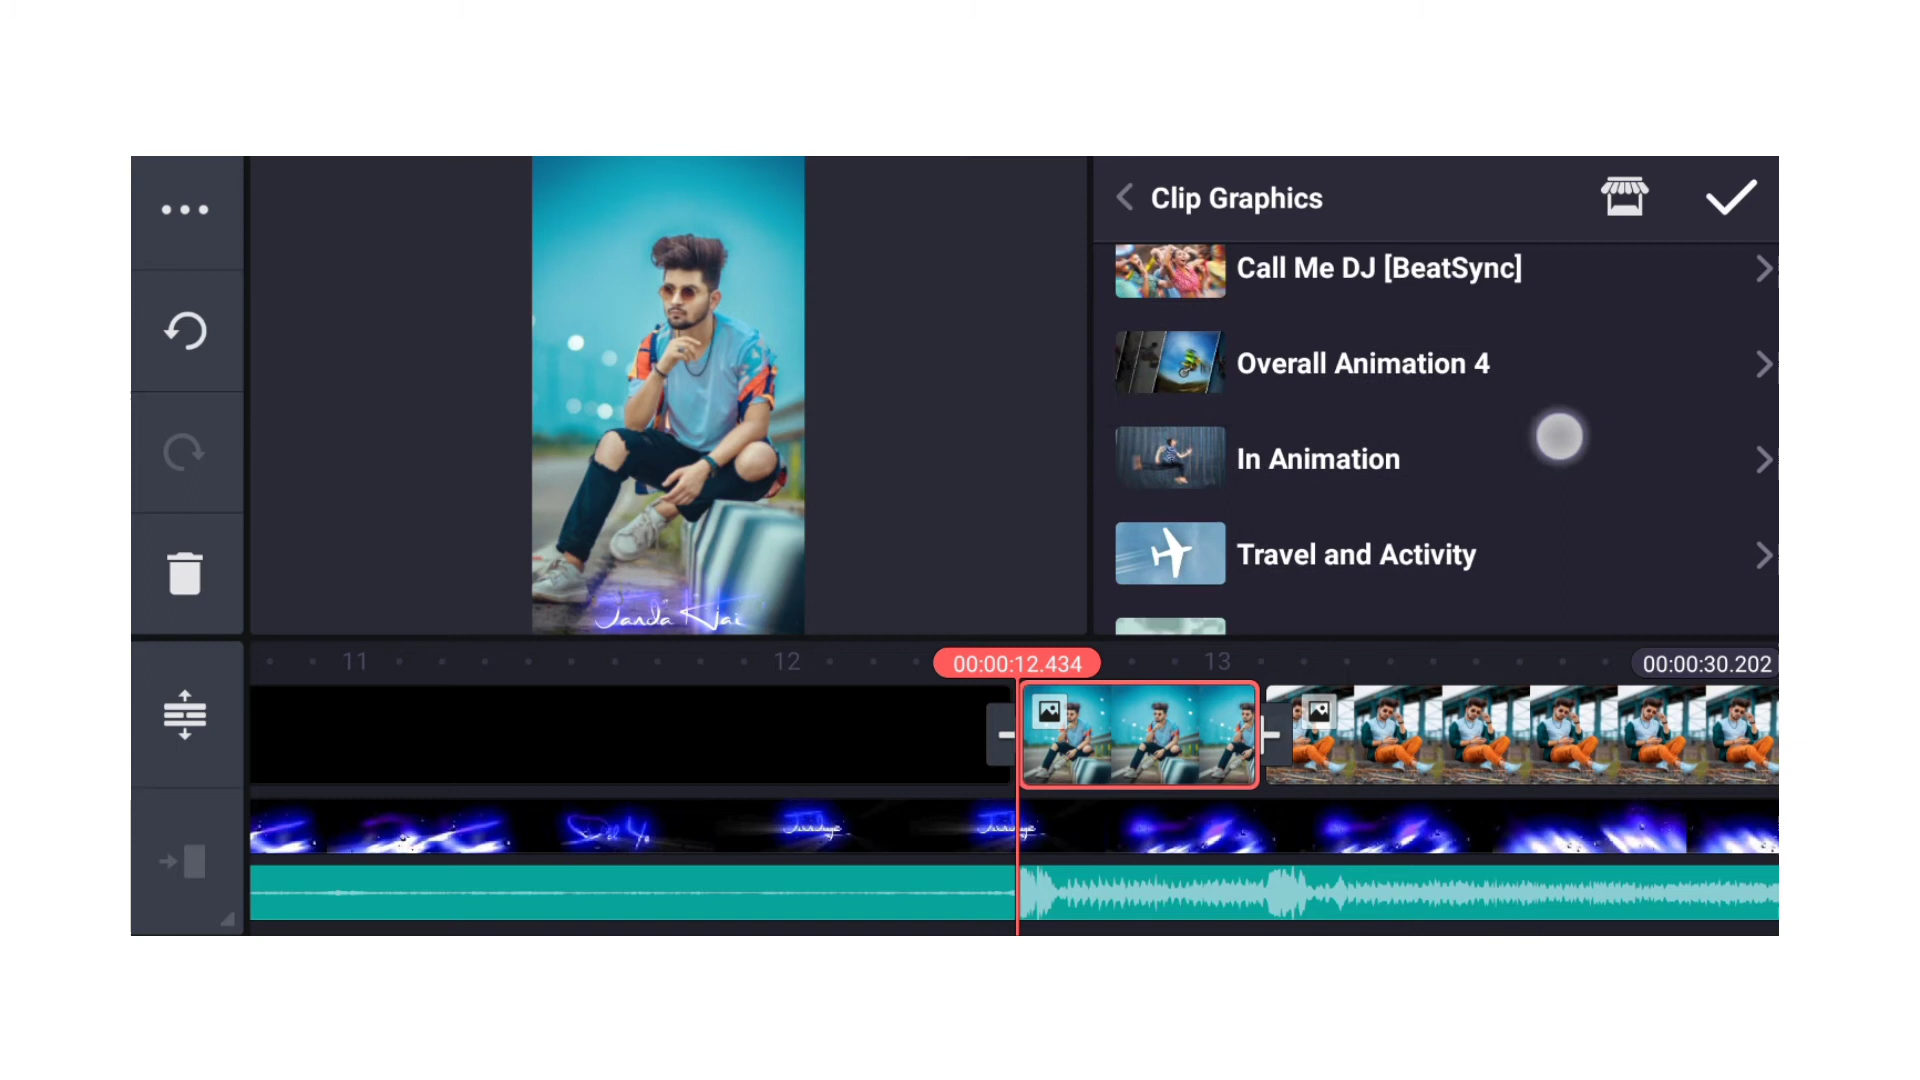 Clip Graphics
Call Me DJ [BeatSync]
Overall Animation 4
In Animation
Travel and Activity
11
12
00:00:12.434
13
00:00:30.202